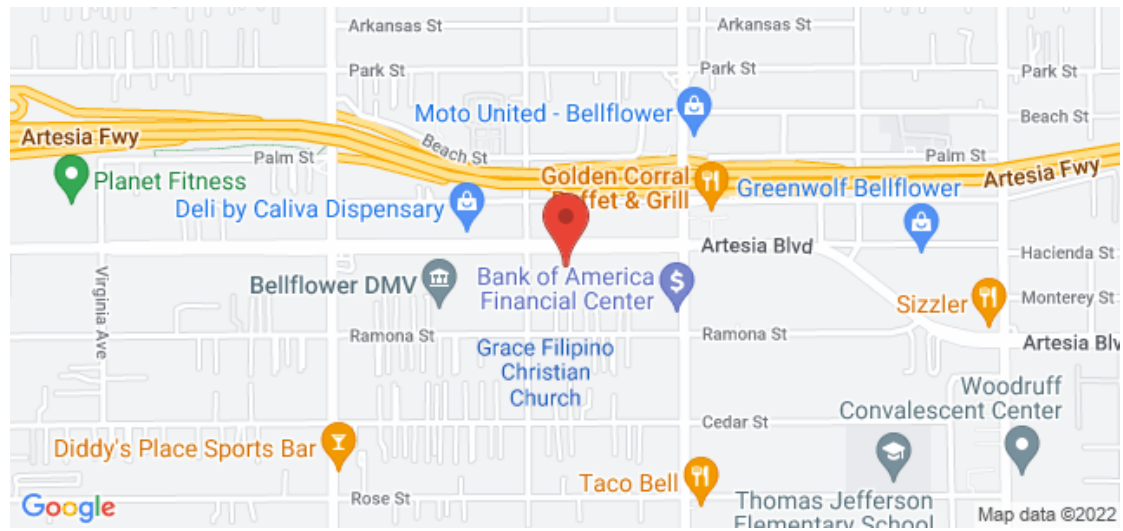 Arkansas St
Arkansas St
Park St
Park St
Park St
Moto United - Bellflower
Beach St
Artesia Fwy
Beach St
Palm St
Palm St
Artesia Fwy
Planet Fitness
Golden Corral
Buffet & Grill
Greenwolf Bellflower
Deli by Caliva Dispensary
Artesia Blvd
Hacienda St
Bellflower DMV
Bank of America
Financial Center
Virginia Ave
Monterey St
Sizzler
Ramona St
Ramona St
Artesia Blv
Grace Filipino
Christian
Church
Woodruff
Convalescent Center
Cedar St
Diddy's Place Sports Bar
Taco Bell
Rose St
Thomas Jefferson
Elementary School
Google
Map data ©2022